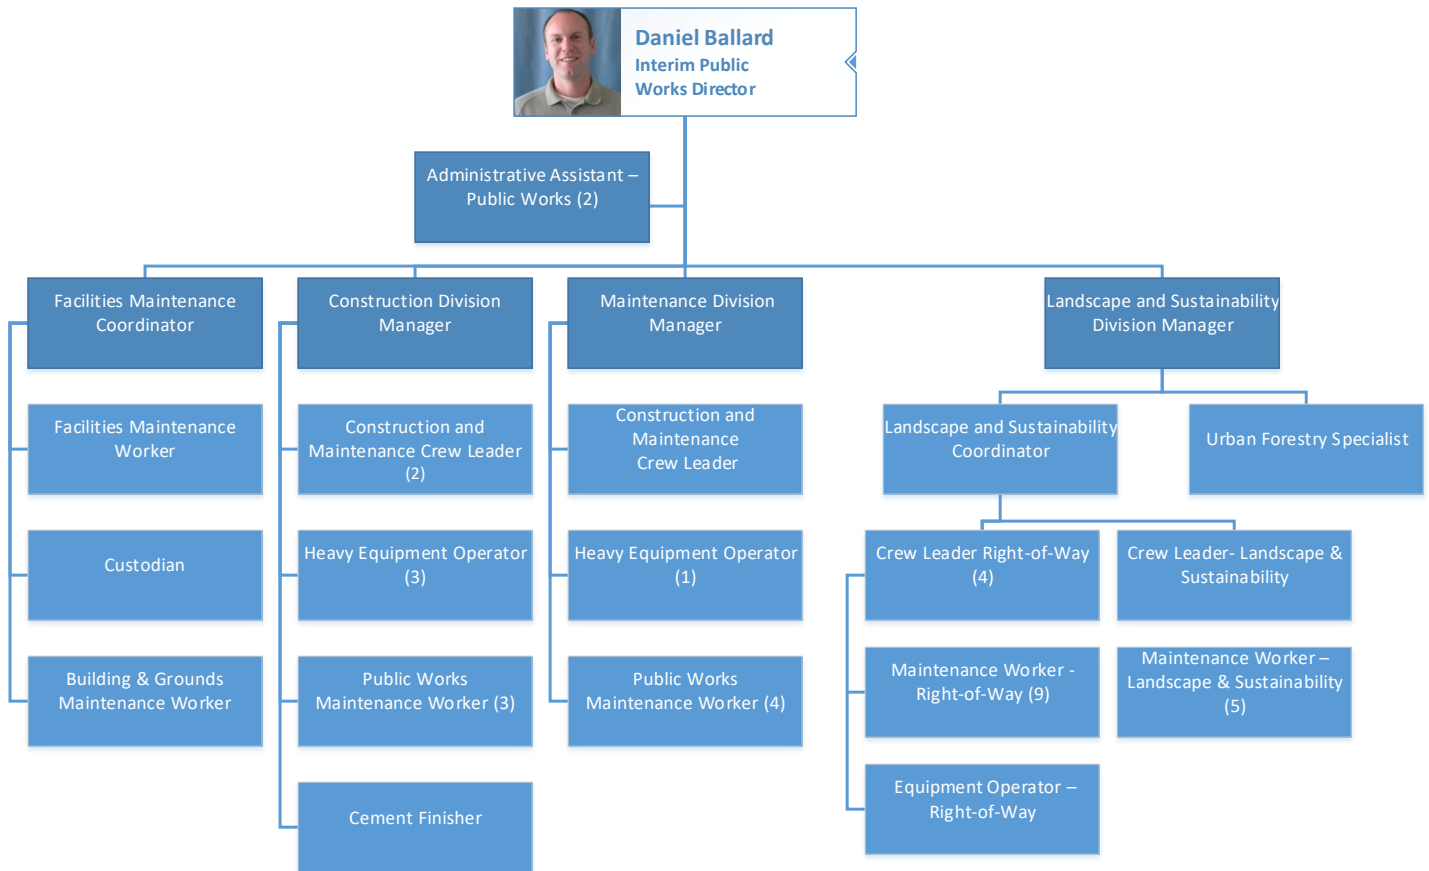 Daniel Ballard
Interim Public
Works Director
Administrative Assistant –
Public Works (2)
Facilities Maintenance
Coordinator
Construction Division
Manager
Maintenance Division
Manager
Landscape and Sustainability
Division Manager
Facilities Maintenance
Worker
Construction and
Maintenance Crew Leader
(2)
Construction and
Maintenance
Crew Leader
Landscape and Sustainability
Coordinator
Urban Forestry Specialist
Custodian
Heavy Equipment Operator
(3)
Heavy Equipment Operator
(1)
Crew Leader Right-of-Way
(4)
Crew Leader- Landscape &
Sustainability
Building & Grounds
Maintenance Worker
Public Works
Maintenance Worker (3)
Public Works
Maintenance Worker (4)
Maintenance Worker -
Right-of-Way (9)
Maintenance Worker –
Landscape & Sustainability
(5)
Cement Finisher
Equipment Operator –
Right-of-Way